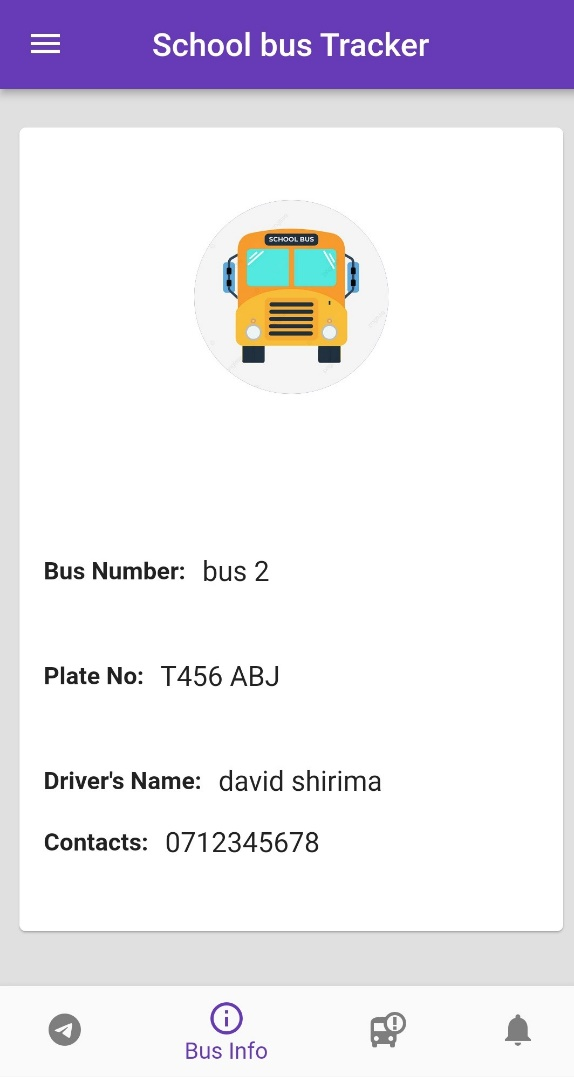 School bus Tracker
SCHOOL BUS
Bus Number: bus 2
Plate No: T456 ABJ
Driver's Name: david shirima
Contacts: 0712345678
Bus Info